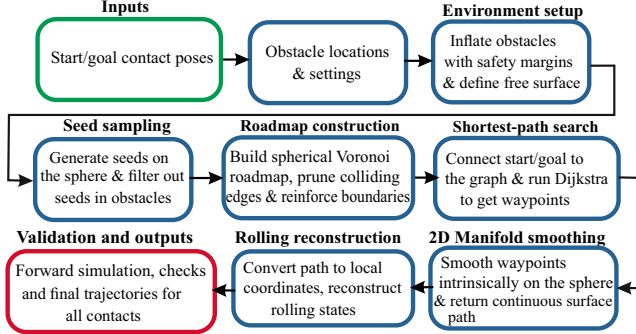 Inputs
Start/goal contact poses
Obstacle locations
& settings
Environment setup
Inflate obstacles
with safety margins
& define free surface
Seed sampling
Generate seeds on
the sphere & filter out
seeds in obstacles
Roadmap construction
Build spherical Voronoi
roadmap, prune colliding
edges & reinforce boundaries
Shortest-path search
Connect start/goal to
the graph & run Dijkstra
to get waypoints
2D Manifold smoothing
Smooth waypoints
intrinsically on the sphere
& return continuous surface
path
Rolling reconstruction
Convert path to local
coordinates, reconstruct
rolling states
Validation and outputs
Forward simulation, checks
and final trajectories for
all contacts